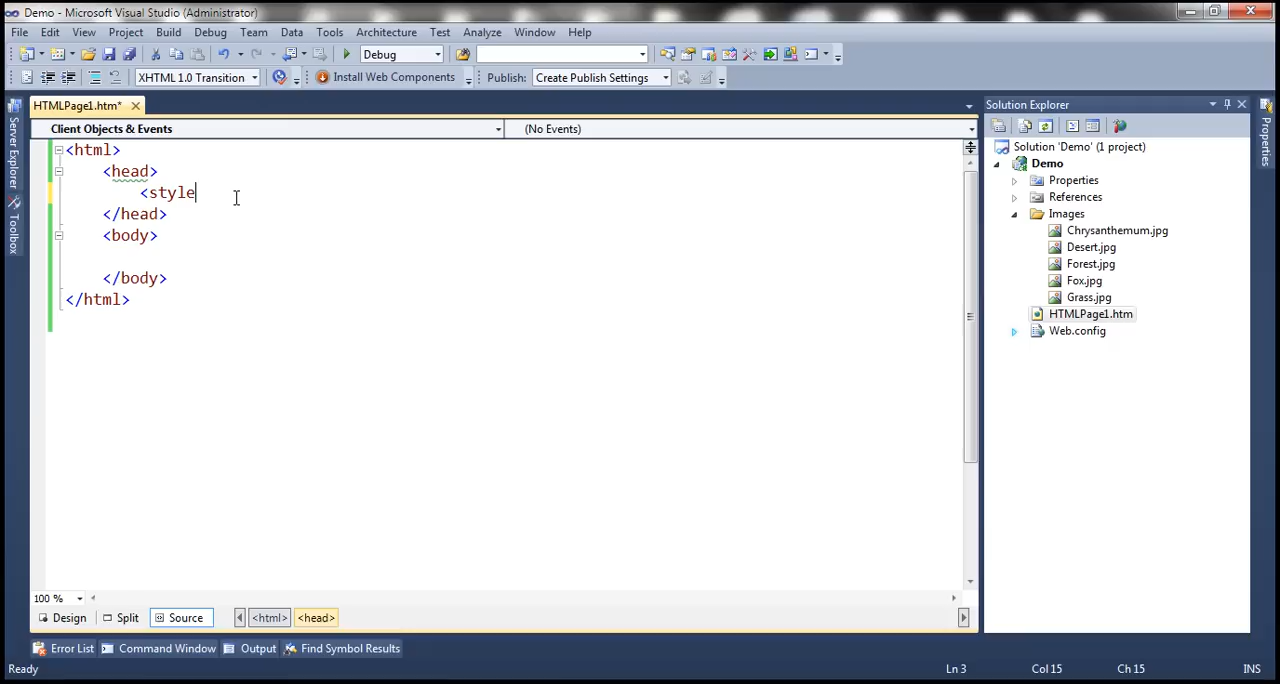 Demo - Microsoft Visual Studio (Administrator)
File Edit View Project Build Debug Team Data Tools Architecture Test Analyze Window Help
Debug
XHTML 1.0 Transition Install Web Components Publish: Create Publish Settings
HTMLPage1.htm*
Client Objects & Events (No Events)
<html>
<head>
<style
</head>
<body>
</body>
</html>
100 %
Design Split Source <html> <head>
Error List Command Window Output Find Symbol Results
Ready Ln 3 Col 15 Ch 15 INS
Server Explorer
Toolbox
Solution Explorer
Solution 'Demo' (1 project)
Demo
Properties
References
Images
Chrysanthemum.jpg
Desert.jpg
Forest.jpg
Fox.jpg
Grass.jpg
HTMLPage1.htm
Web.config
Properties